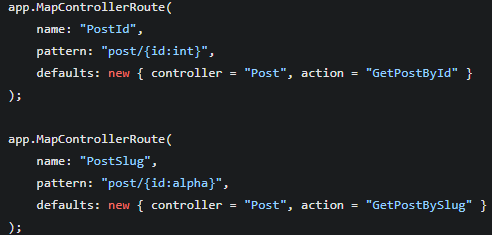 app.MapControllerRoute(
    name: "PostId",
    pattern: "post/{id:int}",
    defaults: new { controller = "Post", action = "GetPostById" }
);

app.MapControllerRoute(
    name: "PostSlug",
    pattern: "post/{id:alpha}",
    defaults: new { controller = "Post", action = "GetPostBySlug" }
);